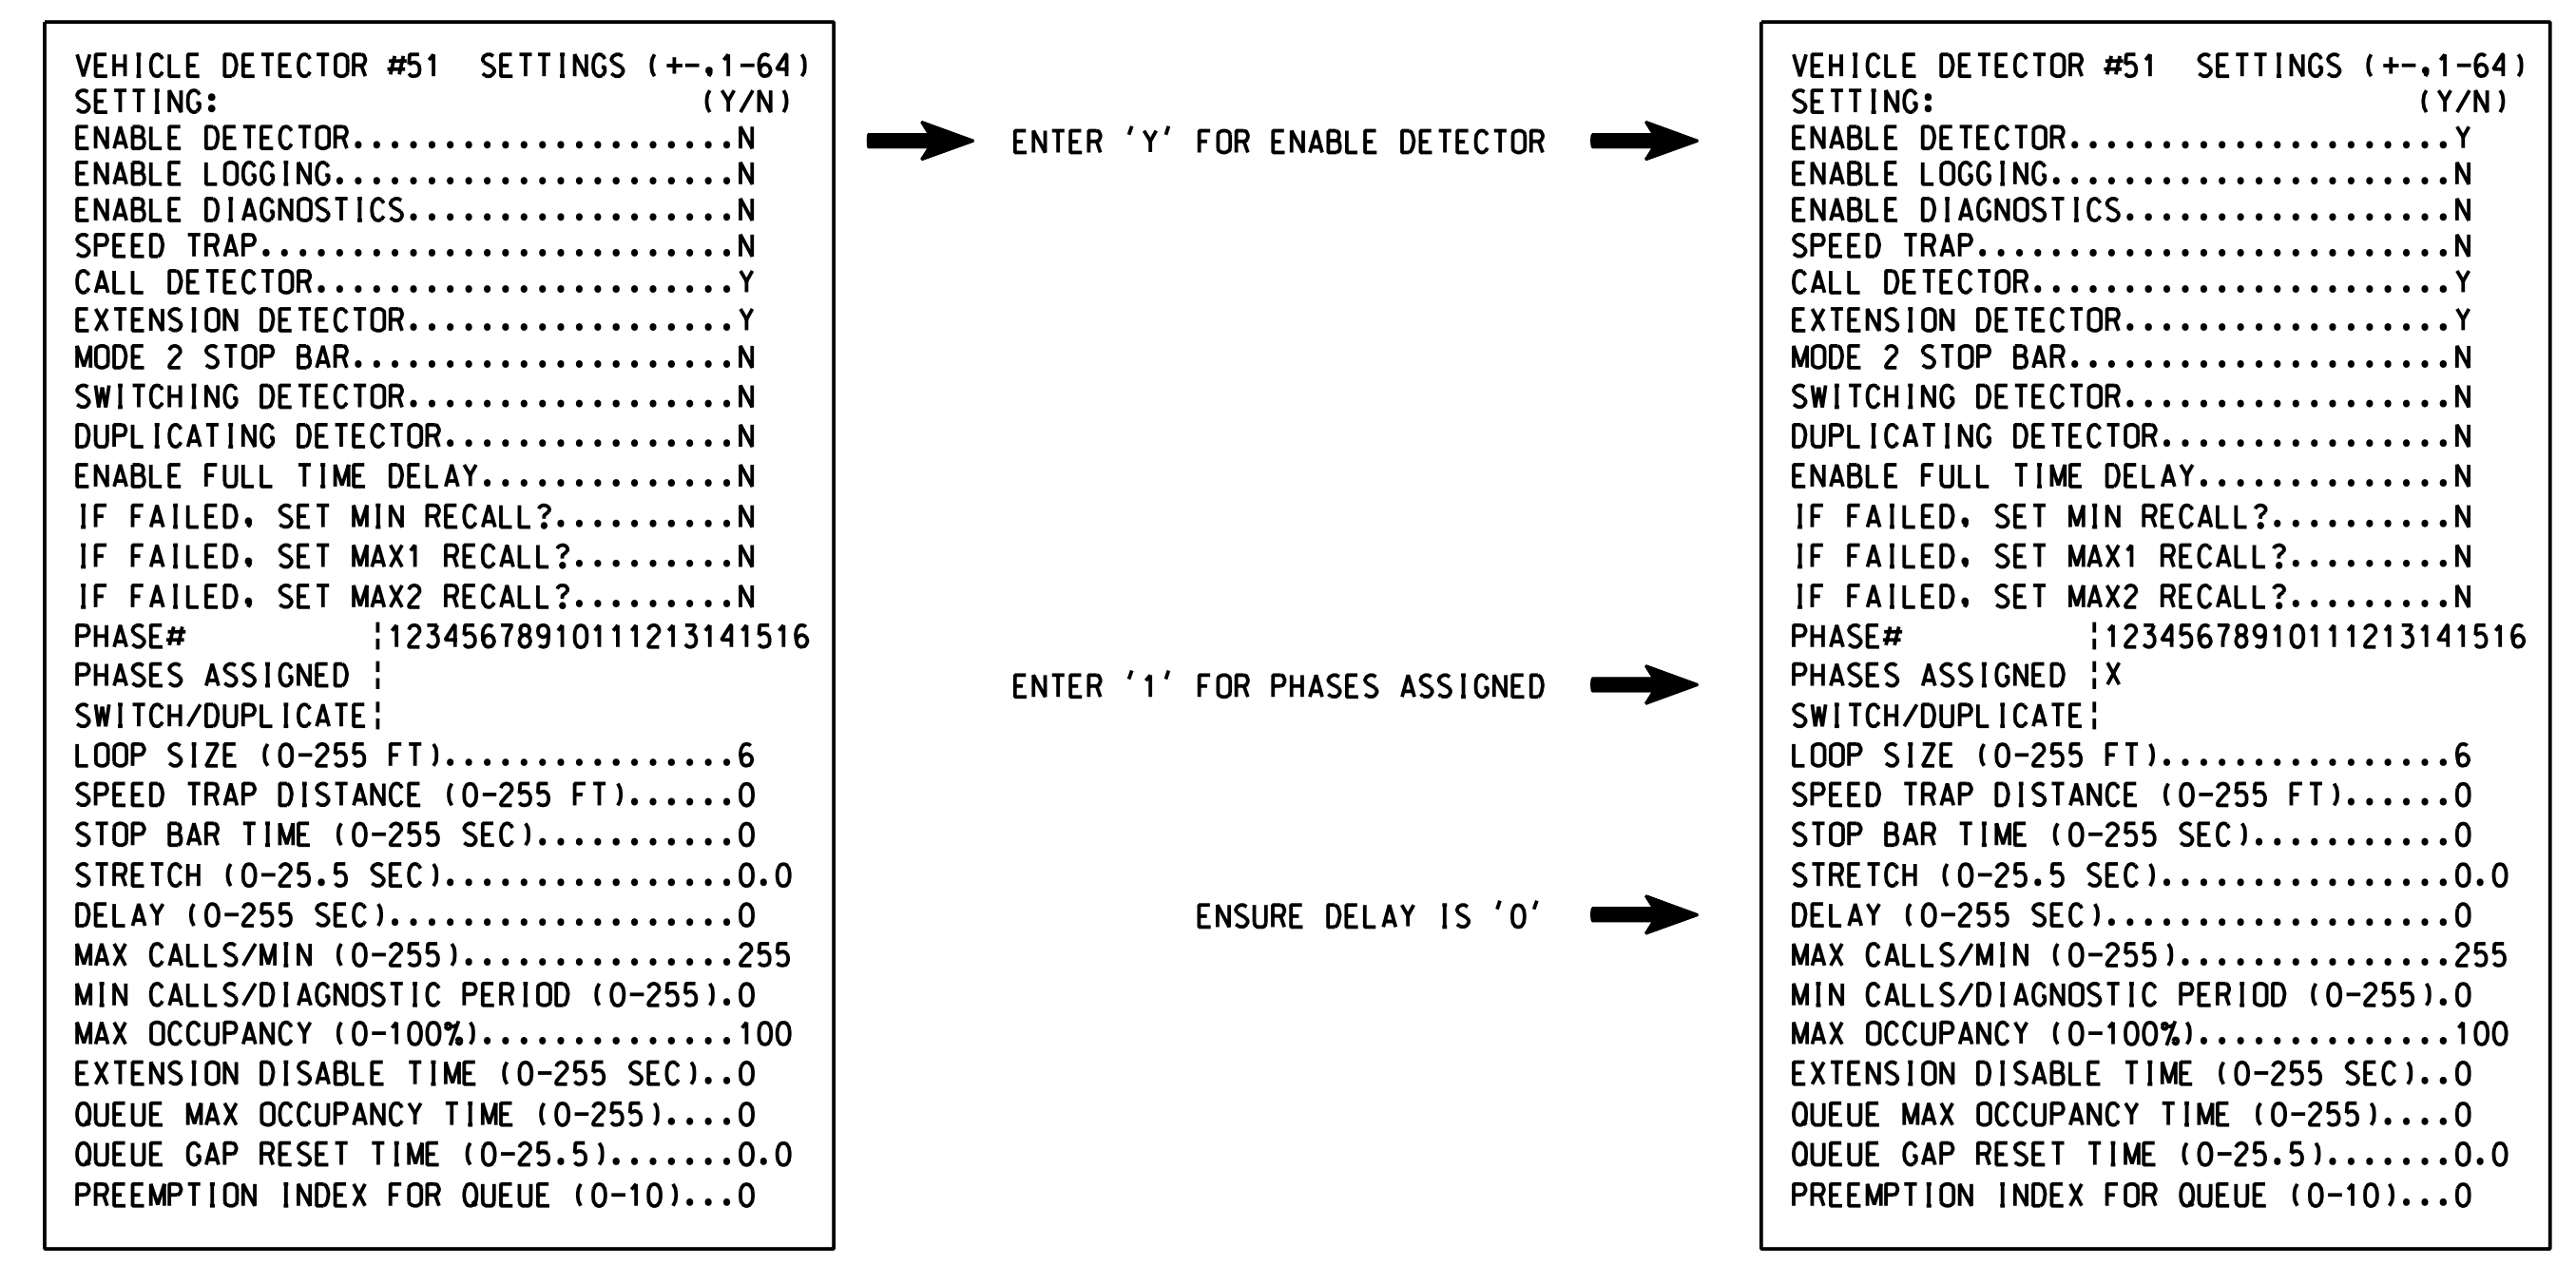 VEHICLE DETECTOR #51 SETTINGS (+-,1-64)
SETTING: (Y/N)
ENABLE DETECTOR.....................N
ENABLE LOGGING......................N
ENABLE DIAGNOSTICS..................N
SPEED TRAP..........................N
CALL DETECTOR.......................Y
EXTENSION DETECTOR..................Y
MODE 2 STOP BAR.....................N
SWITCHING DETECTOR..................N
DUPLICATING DETECTOR................N
ENABLE FULL TIME DELAY..............N
IF FAILED, SET MIN RECALL?..........N
IF FAILED, SET MAX1 RECALL?.........N
IF FAILED, SET MAX2 RECALL?.........N
PHASE# ¦12345678910111213141516
PHASES ASSIGNED ¦
SWITCH/DUPLICATE¦
LOOP SIZE (0-255 FT)................6
SPEED TRAP DISTANCE (0-255 FT)......0
STOP BAR TIME (0-255 SEC)...........0
STRETCH (0-25.5 SEC)................0.0
DELAY (0-255 SEC)...................0
MAX CALLS/MIN (0-255)...............255
MIN CALLS/DIAGNOSTIC PERIOD (0-255).0
MAX OCCUPANCY (0-100%)..............100
EXTENSION DISABLE TIME (0-255 SEC)..0
QUEUE MAX OCCUPANCY TIME (0-255)....0
QUEUE GAP RESET TIME (0-25.5).......0.0
PREEMPTION INDEX FOR QUEUE (0-10)...0
ENTER 'Y' FOR ENABLE DETECTOR
ENTER '1' FOR PHASES ASSIGNED
ENSURE DELAY IS '0'
VEHICLE DETECTOR #51 SETTINGS (+-,1-64)
SETTING: (Y/N)
ENABLE DETECTOR.....................Y
ENABLE LOGGING......................N
ENABLE DIAGNOSTICS..................N
SPEED TRAP..........................N
CALL DETECTOR.......................Y
EXTENSION DETECTOR..................Y
MODE 2 STOP BAR.....................N
SWITCHING DETECTOR..................N
DUPLICATING DETECTOR................N
ENABLE FULL TIME DELAY..............N
IF FAILED, SET MIN RECALL?..........N
IF FAILED, SET MAX1 RECALL?.........N
IF FAILED, SET MAX2 RECALL?.........N
PHASE# ¦12345678910111213141516
PHASES ASSIGNED ¦X
SWITCH/DUPLICATE¦
LOOP SIZE (0-255 FT)................6
SPEED TRAP DISTANCE (0-255 FT)......0
STOP BAR TIME (0-255 SEC)...........0
STRETCH (0-25.5 SEC)................0.0
DELAY (0-255 SEC)...................0
MAX CALLS/MIN (0-255)...............255
MIN CALLS/DIAGNOSTIC PERIOD (0-255).0
MAX OCCUPANCY (0-100%)..............100
EXTENSION DISABLE TIME (0-255 SEC)..0
QUEUE MAX OCCUPANCY TIME (0-255)....0
QUEUE GAP RESET TIME (0-25.5).......0.0
PREEMPTION INDEX FOR QUEUE (0-10)...0